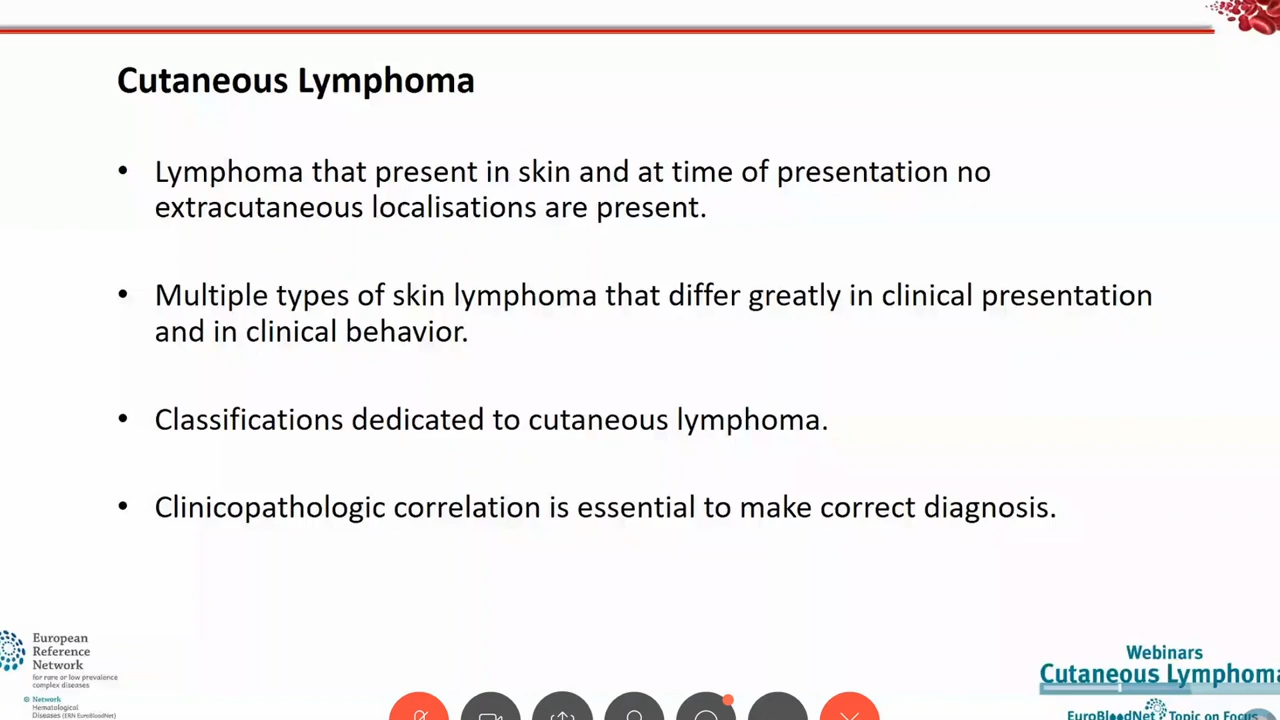 Cutaneous Lymphoma
• Lymphoma that present in skin and at time of presentation no
extracutaneous localisations are present.
• Multiple types of skin lymphoma that differ greatly in clinical presentation
and in clinical behavior.
• Classifications dedicated to cutaneous lymphoma.
• Clinicopathologic correlation is essential to make correct diagnosis.
European
Reference
Network
for rare or low prevalence
complex diseases
Network
Hematological
Diseases (ERN EuroBloodNet)
Webinars
Cutaneous Lymphoma
EuroBloodNet Topic on Focus